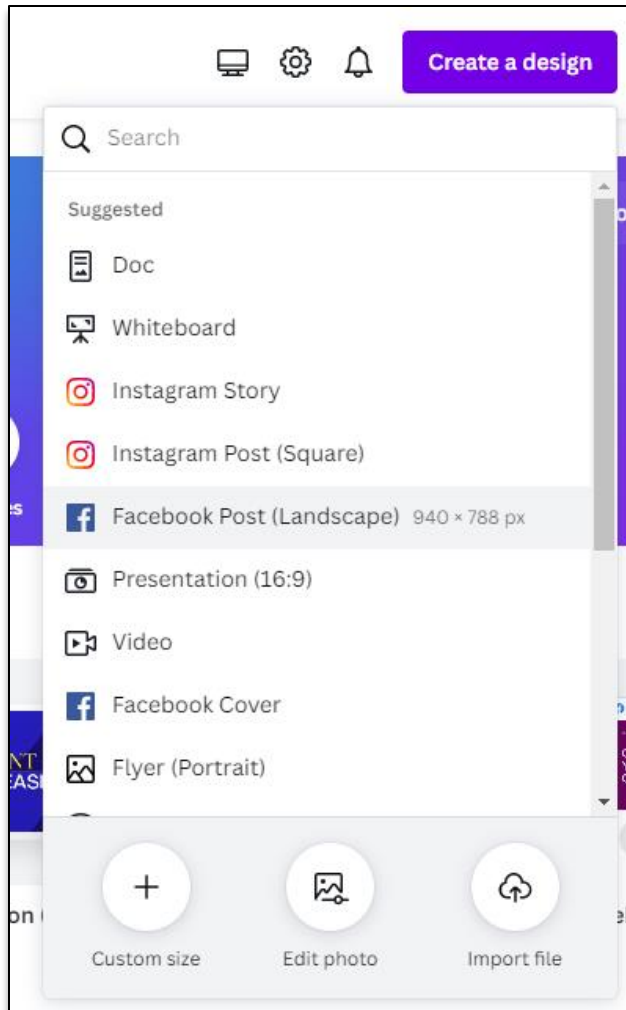 Create a design
Search
Suggested
Doc
Whiteboard
Instagram Story
Instagram Post (Square)
Facebook Post (Landscape) 940 × 788 px
Presentation (16:9)
Video
Facebook Cover
Flyer (Portrait)
Custom size
Edit photo
Import file